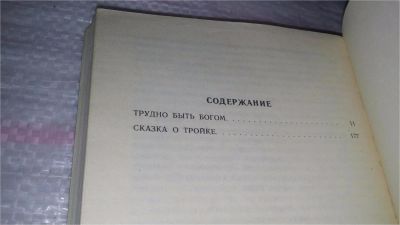 СОДЕРЖАНИЕ
ТРУДНО БЫТЬ БОГОМ. . . . . . . . . . . . . . . 11
СКАЗКА О ТРОЙКЕ. . . . . . . . . . . . . . . . 177